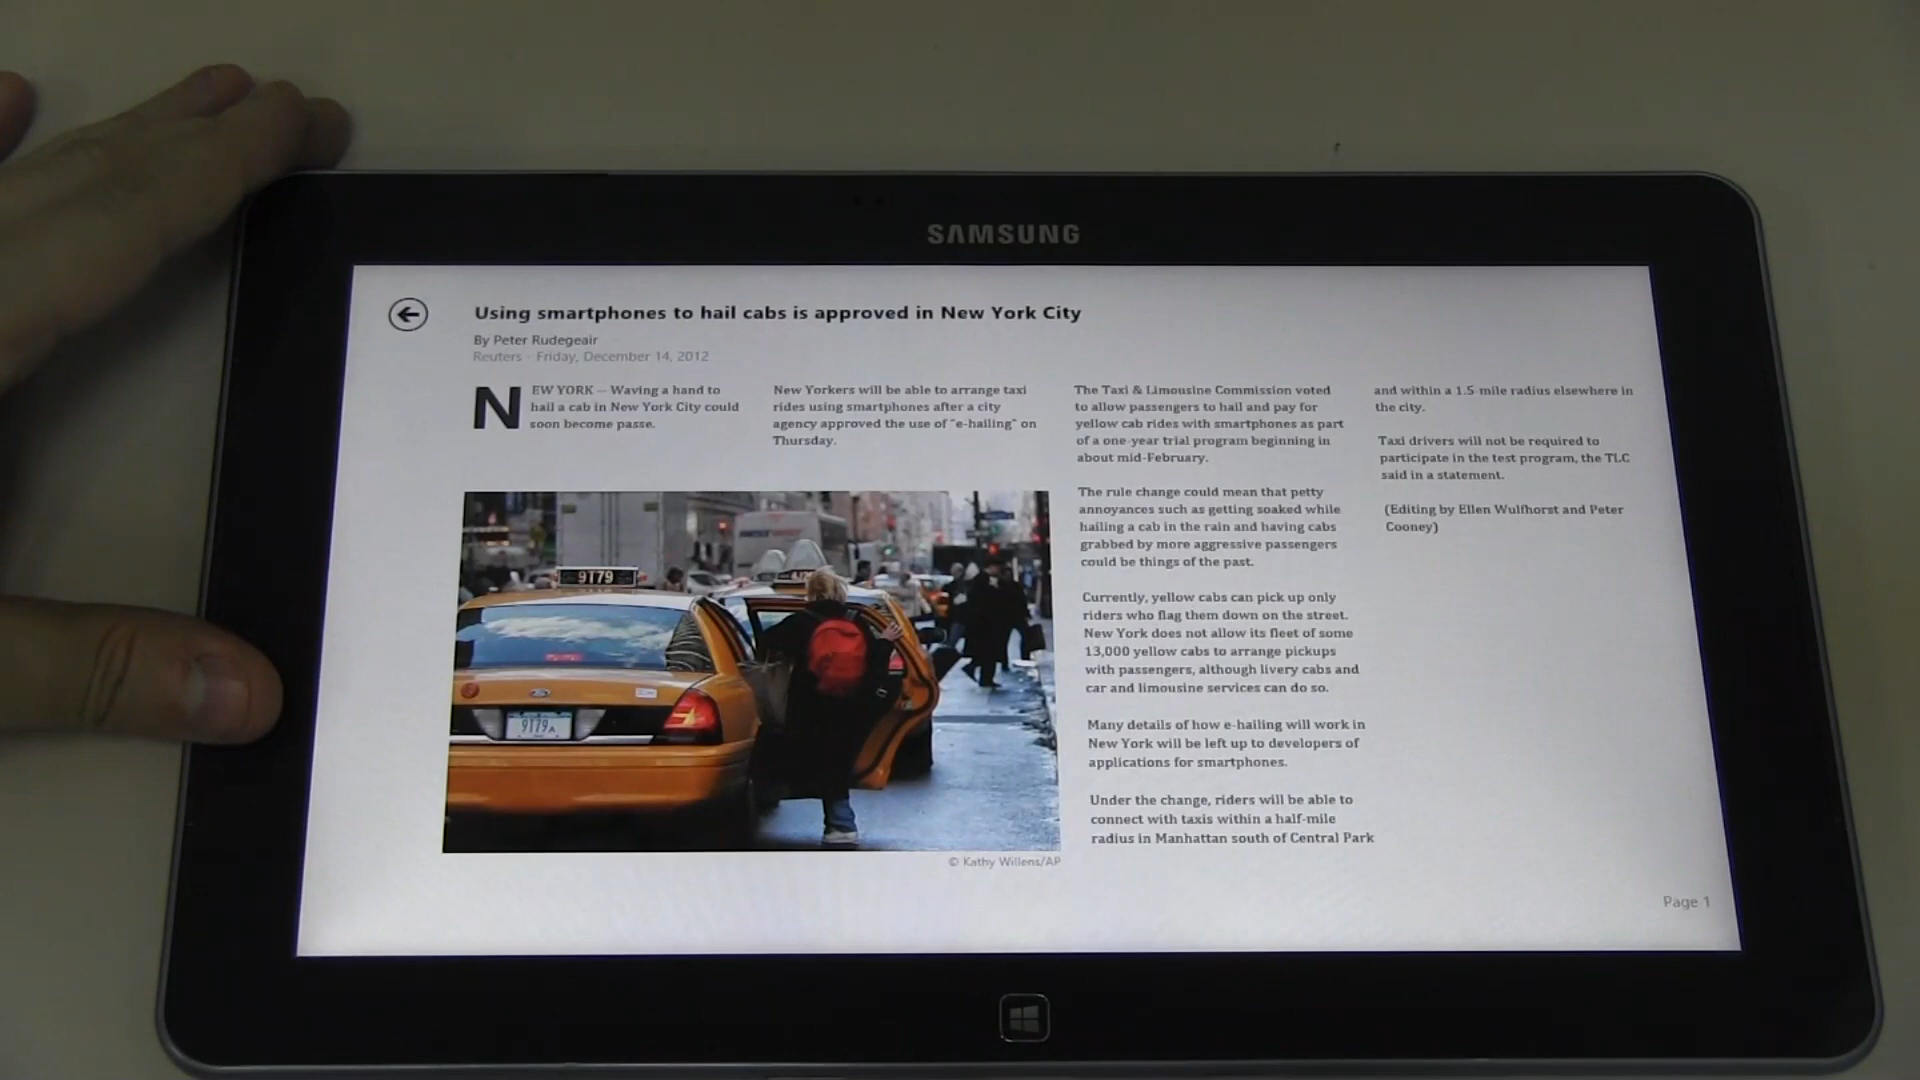 SAMSUNG
Using smartphones to hail cabs is approved in New York City
By Peter Rudegeair
Reuters - Friday, December 14, 2012
NEW YORK — Waving a hand to
hail a cab in New York City could
soon become passe.
New Yorkers will be able to arrange taxi
rides using smartphones after a city
agency approved the use of "e-hailing" on
Thursday.
9179
9179A
© Kathy Willens/AP
The Taxi & Limousine Commission voted
to allow passengers to hail and pay for
yellow cab rides with smartphones as part
of a one-year trial program beginning in
about mid-February.
The rule change could mean that petty
annoyances such as getting soaked while
hailing a cab in the rain and having cabs
grabbed by more aggressive passengers
could be things of the past.
Currently, yellow cabs can pick up only
riders who flag them down on the street.
New York does not allow its fleet of some
13,000 yellow cabs to arrange pickups
with passengers, although livery cabs and
car and limousine services can do so.
Many details of how e-hailing will work in
New York will be left up to developers of
applications for smartphones.
Under the change, riders will be able to
connect with taxis within a half-mile
radius in Manhattan south of Central Park
and within a 1.5-mile radius elsewhere in
the city.
Taxi drivers will not be required to
participate in the test program, the TLC
said in a statement.
(Editing by Ellen Wulfhorst and Peter
Cooney)
Page 1